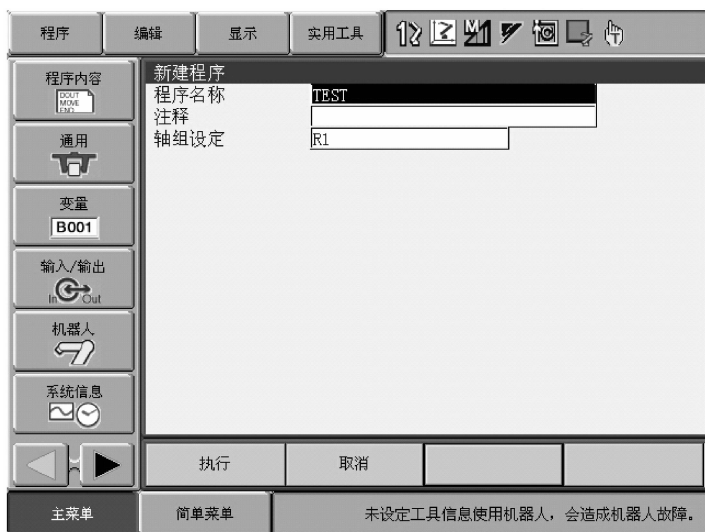 程序 编辑 显示 实用工具
程序内容
DOUT
MOVE
END
通用
变量
B001
输入/输出
In Out
机器人
系统信息
新建程序
程序名称 TEST
注释
轴组设定 R1
执行 取消
主菜单 简单菜单 未设定工具信息使用机器人，会造成机器人故障。